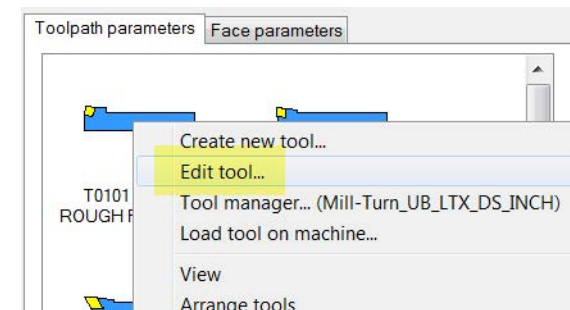 Toolpath parameters Face parameters
Create new tool...
Edit tool...
T0101
Tool manager... (Mill-Turn_UB_LTX_DS_INCH)
ROUGH F
Load tool on machine...
View
Arrange tools